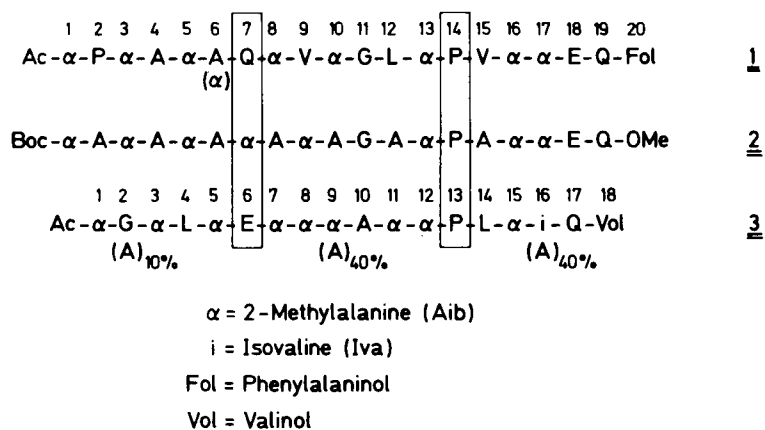 1 2 3 4 5 6 7 8 9 10 11 12 13 14 15 16 17 18 19 20
Ac-α-P-α-A-α-A-Q-α-V-α-G-L-α-P-V-α-α-E-Q-Fol 1
(α)
Boc-α-A-α-A-α-A-α-A-α-A-G-A-α-P-A-α-α-E-Q-OMe 2
1 2 3 4 5 6 7 8 9 10 11 12 13 14 15 16 17 18
Ac-α-G-α-L-α-E-α-α-α-A-α-α-P-L-α-i-Q-Vol 3
(A)10% (A)40% (A)40%
α = 2-Methylalanine (Aib)
i = Isovaline (Iva)
Fol = Phenylalaninol
Vol = Valinol